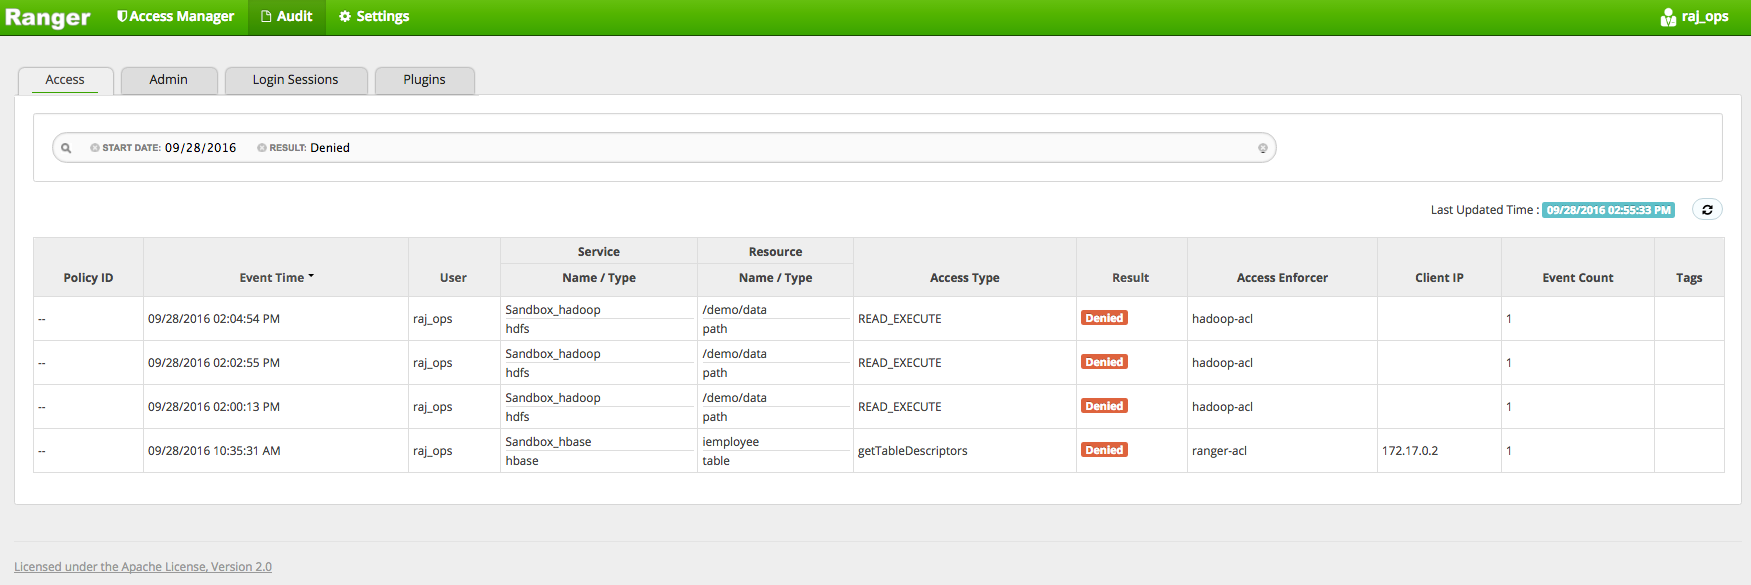 Ranger Access Manager Audit Settings raj_ops
Access Admin Login Sessions Plugins
START DATE: 09/28/2016 RESULT: Denied
Last Updated Time : 09/28/2016 02:55:33 PM
Service Resource
Policy ID Event Time User Name / Type Name / Type Access Type Result Access Enforcer Client IP Event Count Tags
-- 09/28/2016 02:04:54 PM raj_ops Sandbox_hadoop /demo/data READ_EXECUTE Denied hadoop-acl 1
hdfs path
-- 09/28/2016 02:02:55 PM raj_ops Sandbox_hadoop /demo/data READ_EXECUTE Denied hadoop-acl 1
hdfs path
-- 09/28/2016 02:00:13 PM raj_ops Sandbox_hadoop /demo/data READ_EXECUTE Denied hadoop-acl 1
hdfs path
-- 09/28/2016 10:35:31 AM raj_ops Sandbox_hbase iemployee getTableDescriptors Denied ranger-acl 172.17.0.2 1
hbase table
Licensed under the Apache License, Version 2.0